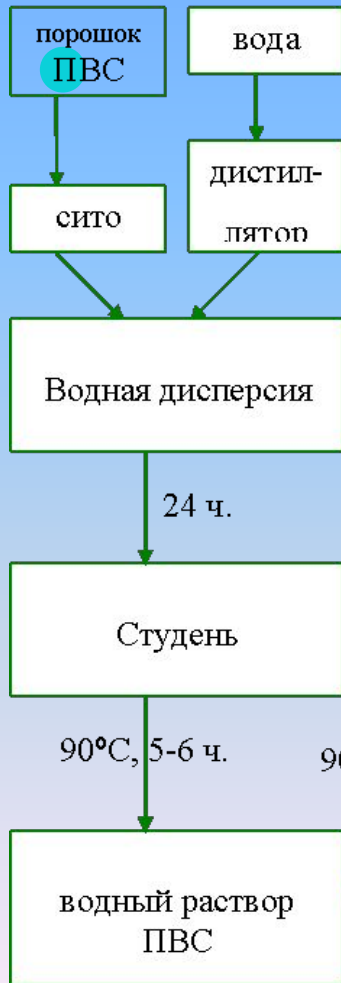 порошок
ПВС
вода
сито
дистил-
лятор
Водная дисперсия
24 ч.
Студень
90°С, 5-6 ч.
водный раствор
ПВС